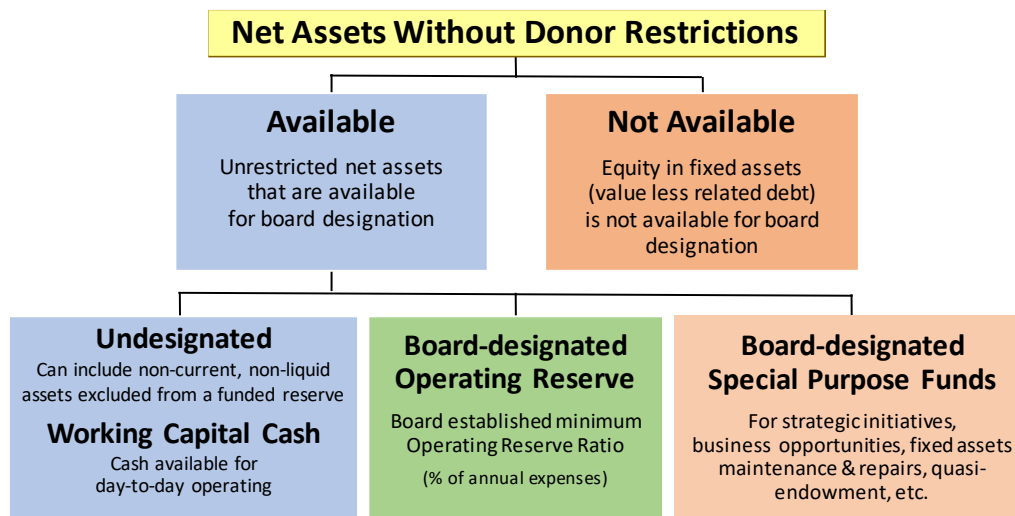 Net Assets Without Donor Restrictions
Available
Unrestricted net assets
that are available
for board designation
Not Available
Equity in fixed assets
(value less related debt)
is not available for board
designation
Undesignated
Can include non-current, non-liquid
assets excluded from a funded reserve
Working Capital Cash
Cash available for
day-to-day operating
Board-designated
Operating Reserve
Board established minimum
Operating Reserve Ratio
(% of annual expenses)
Board-designated
Special Purpose Funds
For strategic initiatives,
business opportunities, fixed assets
maintenance & repairs, quasi-
endowment, etc.